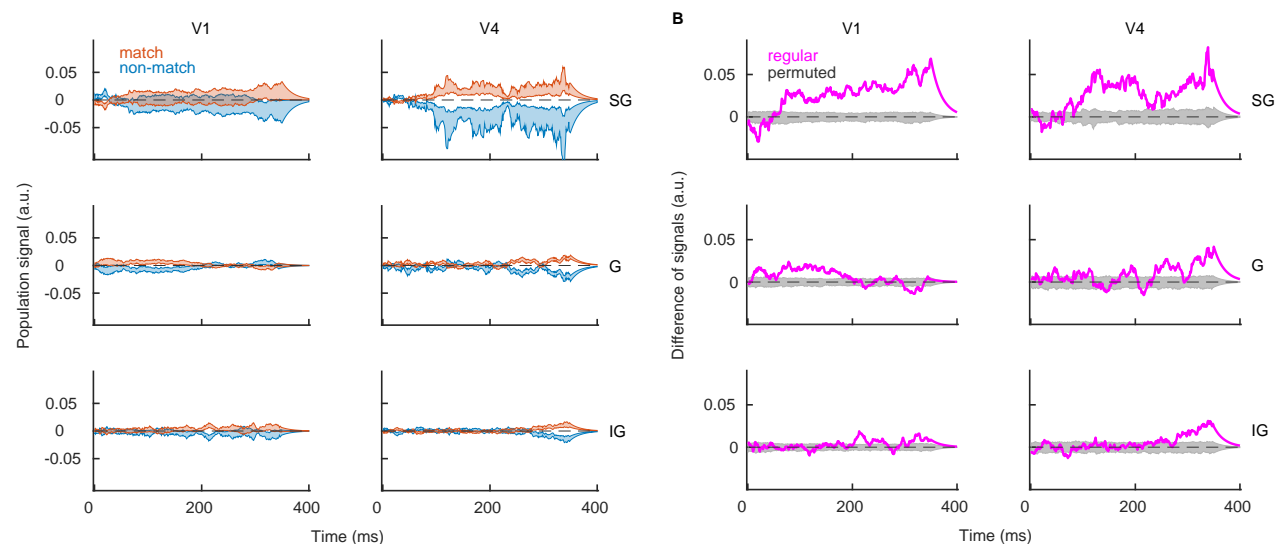 V1
V4
match
non-match
0.05
0
-0.05
SG
0.05
0
-0.05
G
0.05
0
-0.05
IG
0
200
400
0
200
400
Time (ms)
Population signal (a.u.)
B
V1
V4
regular
permuted
0.05
0
SG
0.05
0
G
0.05
0
IG
0
200
400
0
200
400
Time (ms)
Difference of signals (a.u.)